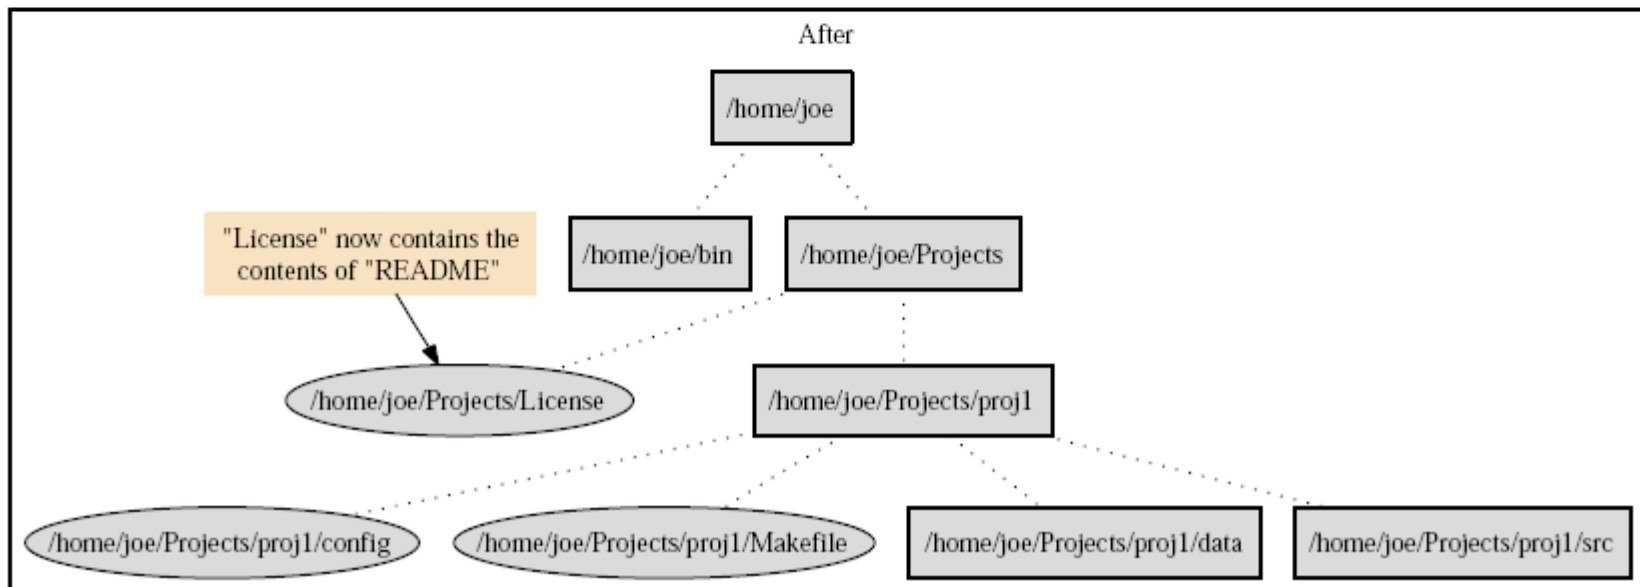 After
/home/joe
"License" now contains the
contents of "README"
/home/joe/bin
/home/joe/Projects
/home/joe/Projects/License
/home/joe/Projects/proj1
/home/joe/Projects/proj1/config
/home/joe/Projects/proj1/Makefile
/home/joe/Projects/proj1/data
/home/joe/Projects/proj1/src